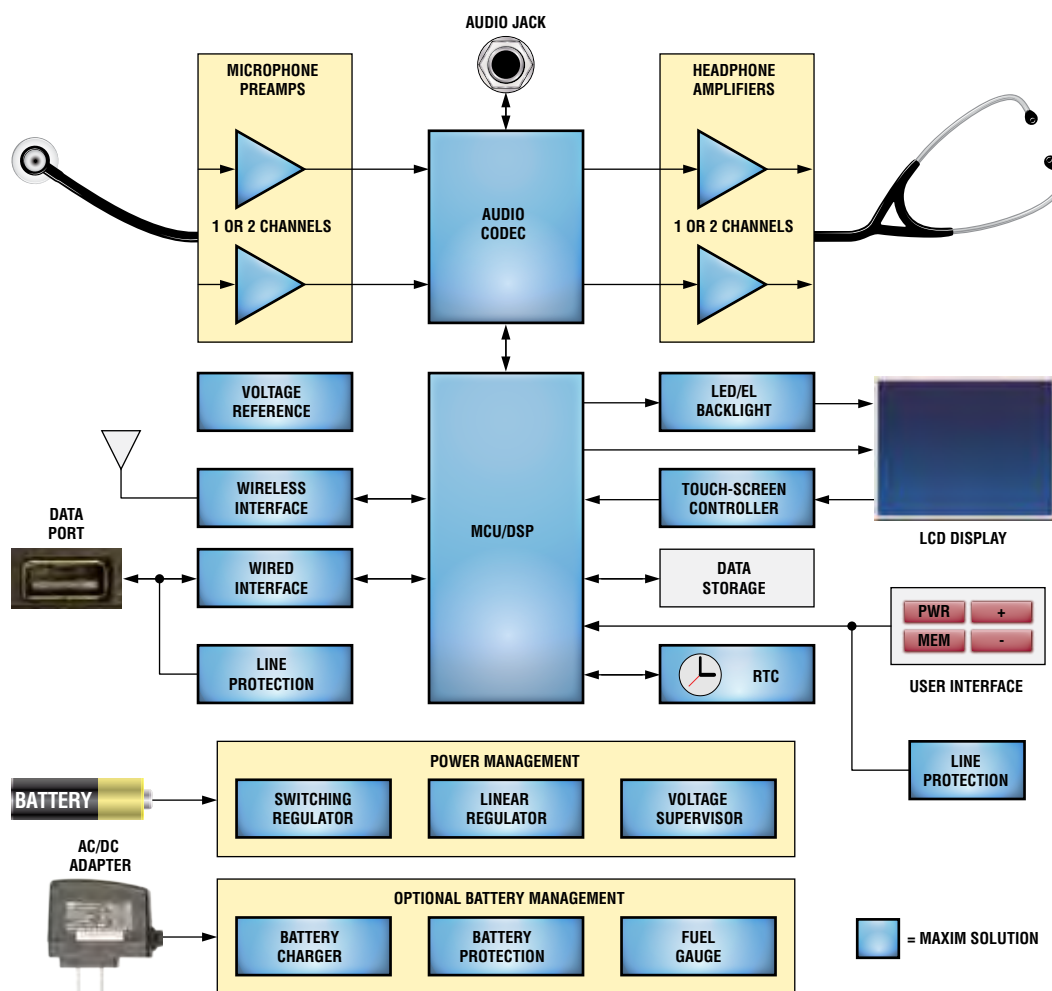 AUDIO JACK
MICROPHONE
PREAMPS
HEADPHONE
AMPLIFIERS
1 OR 2 CHANNELS
AUDIO
CODEC
1 OR 2 CHANNELS
VOLTAGE
REFERENCE
LED/EL
BACKLIGHT
WIRELESS
INTERFACE
MCU/DSP
TOUCH-SCREEN
CONTROLLER
LCD DISPLAY
DATA
PORT
WIRED
INTERFACE
DATA
STORAGE
PWR
+
MEM
-
USER INTERFACE
LINE
PROTECTION
RTC
LINE
PROTECTION
BATTERY
POWER MANAGEMENT
SWITCHING
REGULATOR
LINEAR
REGULATOR
VOLTAGE
SUPERVISOR
AC/DC
ADAPTER
OPTIONAL BATTERY MANAGEMENT
BATTERY
CHARGER
BATTERY
PROTECTION
FUEL
GAUGE
= MAXIM SOLUTION